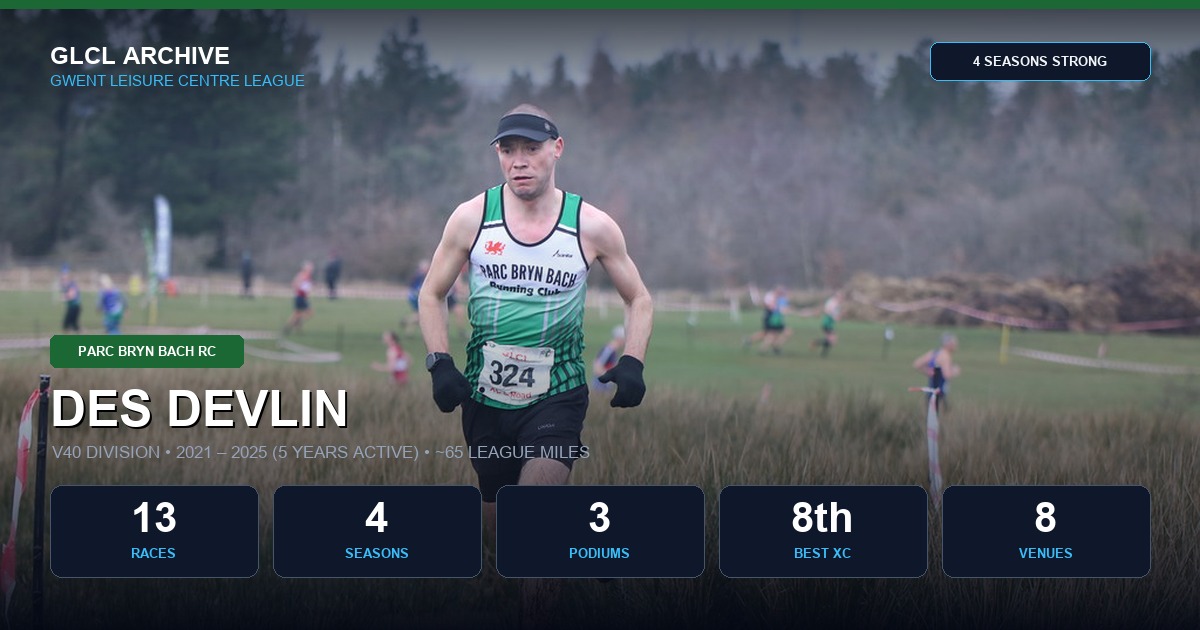 GLCL ARCHIVE
GWENT LEISURE CENTRE LEAGUE
4 SEASONS STRONG
PARC BRYN BACH
Running Club
GLCL
324
PARC BRYN BACH RC
DES DEVLIN
V40 DIVISION • 2021 – 2025 (5 YEARS ACTIVE) • ~65 LEAGUE MILES
13
RACES
4
SEASONS
3
PODIUMS
8th
BEST XC
8
VENUES